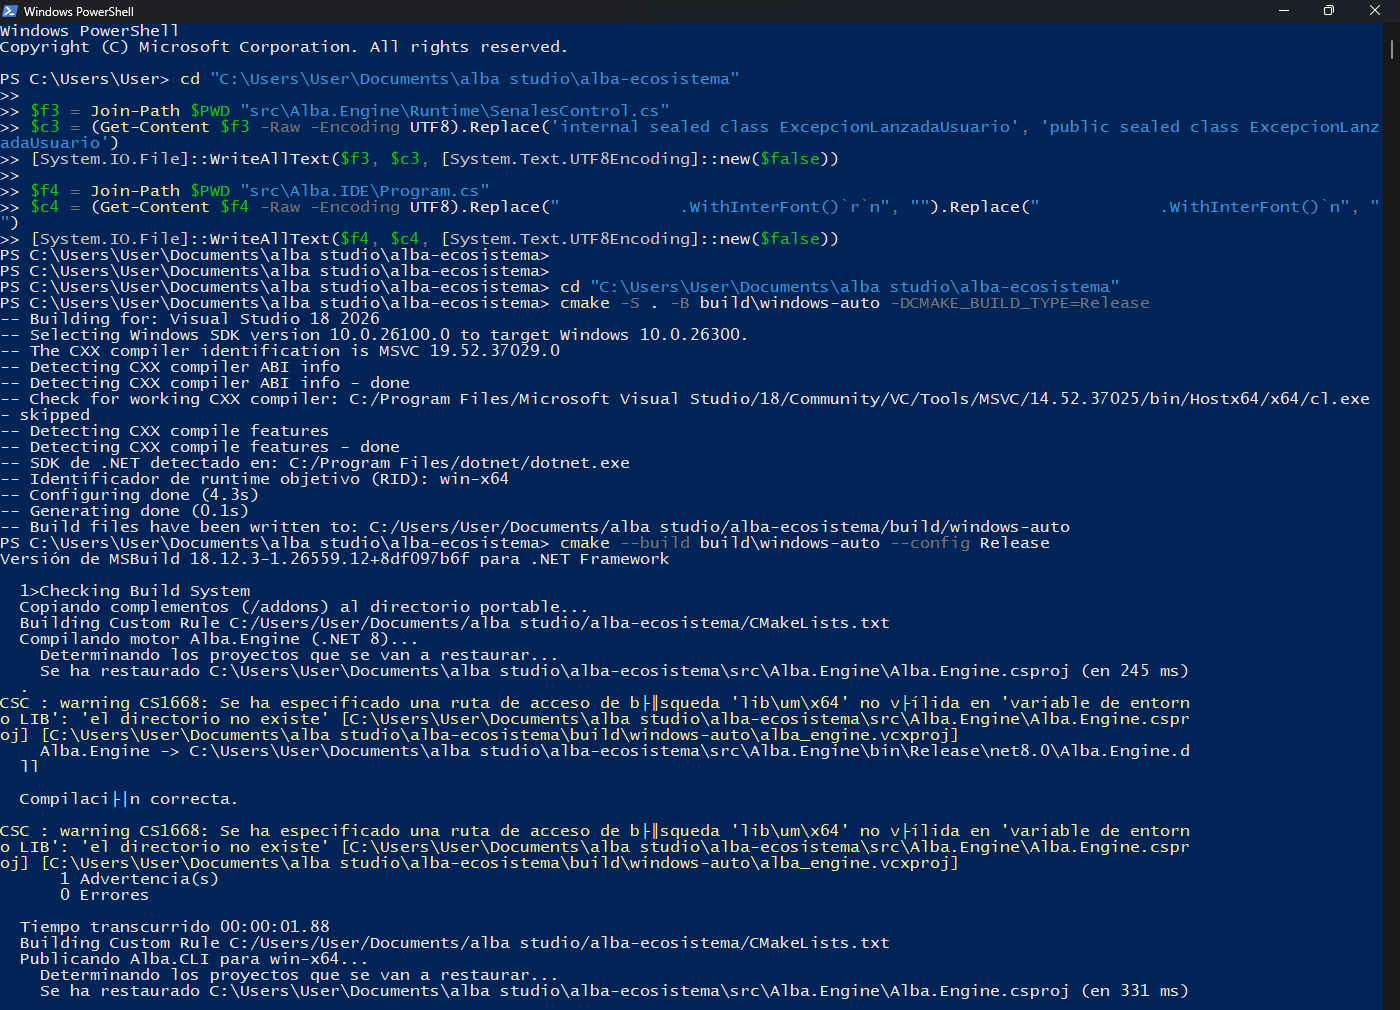 Windows PowerShell
Windows PowerShell
Copyright (C) Microsoft Corporation. All rights reserved.
PS C:\Users\User> cd "C:\Users\User\Documents\alba studio\alba-ecosistema"
>>
>> $f3 = Join-Path $PWD "src\Alba.Engine\Runtime\SenalesControl.cs"
>> $c3 = (Get-Content $f3 -Raw -Encoding UTF8).Replace('internal sealed class ExcepcionLanzadaUsuario', 'public sealed class ExcepcionLanz
adaUsuario')
>> [System.IO.File]::WriteAllText($f3, $c3, [System.Text.UTF8Encoding]::new($false))
>>
>> $f4 = Join-Path $PWD "src\Alba.IDE\Program.cs"
>> $c4 = (Get-Content $f4 -Raw -Encoding UTF8).Replace("            .WithInterFont()`r`n", "").Replace("            .WithInterFont()`n", "
")
>> [System.IO.File]::WriteAllText($f4, $c4, [System.Text.UTF8Encoding]::new($false))
PS C:\Users\User\Documents\alba studio\alba-ecosistema>
PS C:\Users\User\Documents\alba studio\alba-ecosistema>
PS C:\Users\User\Documents\alba studio\alba-ecosistema> cd "C:\Users\User\Documents\alba studio\alba-ecosistema"
PS C:\Users\User\Documents\alba studio\alba-ecosistema> cmake -S . -B build\windows-auto -DCMAKE_BUILD_TYPE=Release
-- Building for: Visual Studio 18 2026
-- Selecting Windows SDK version 10.0.26100.0 to target Windows 10.0.26300.
-- The CXX compiler identification is MSVC 19.52.37029.0
-- Detecting CXX compiler ABI info
-- Detecting CXX compiler ABI info - done
-- Check for working CXX compiler: C:/Program Files/Microsoft Visual Studio/18/Community/VC/Tools/MSVC/14.52.37025/bin/Hostx64/x64/cl.exe
- skipped
-- Detecting CXX compile features
-- Detecting CXX compile features - done
-- SDK de .NET detectado en: C:/Program Files/dotnet/dotnet.exe
-- Identificador de runtime objetivo (RID): win-x64
-- Configuring done (4.3s)
-- Generating done (0.1s)
-- Build files have been written to: C:/Users/User/Documents/alba studio/alba-ecosistema/build/windows-auto
PS C:\Users\User\Documents\alba studio\alba-ecosistema> cmake --build build\windows-auto --config Release
Versión de MSBuild 18.12.3-1.26559.12+8df097b6f para .NET Framework
1>Checking Build System
Copiando complementos (/addons) al directorio portable...
Building Custom Rule C:/Users/User/Documents/alba studio/alba-ecosistema/CMakeLists.txt
Compilando motor Alba.Engine (.NET 8)...
Determinando los proyectos que se van a restaurar...
Se ha restaurado C:\Users\User\Documents\alba studio\alba-ecosistema\src\Alba.Engine\Alba.Engine.csproj (en 245 ms)
.
CSC : warning CS1668: Se ha especificado una ruta de acceso de b├║squeda 'lib\um\x64' no v├ílida en 'variable de entorn
o LIB': 'el directorio no existe' [C:\Users\User\Documents\alba studio\alba-ecosistema\src\Alba.Engine\Alba.Engine.cspr
oj] [C:\Users\User\Documents\alba studio\alba-ecosistema\build\windows-auto\alba_engine.vcxproj]
Alba.Engine -> C:\Users\User\Documents\alba studio\alba-ecosistema\src\Alba.Engine\bin\Release\net8.0\Alba.Engine.d
ll
Compilaci├│n correcta.
CSC : warning CS1668: Se ha especificado una ruta de acceso de b├║squeda 'lib\um\x64' no v├ílida en 'variable de entorn
o LIB': 'el directorio no existe' [C:\Users\User\Documents\alba studio\alba-ecosistema\src\Alba.Engine\Alba.Engine.cspr
oj] [C:\Users\User\Documents\alba studio\alba-ecosistema\build\windows-auto\alba_engine.vcxproj]
1 Advertencia(s)
0 Errores
Tiempo transcurrido 00:00:01.88
Building Custom Rule C:/Users/User/Documents/alba studio/alba-ecosistema/CMakeLists.txt
Publicando Alba.CLI para win-x64...
Determinando los proyectos que se van a restaurar...
Se ha restaurado C:\Users\User\Documents\alba studio\alba-ecosistema\src\Alba.Engine\Alba.Engine.csproj (en 331 ms)